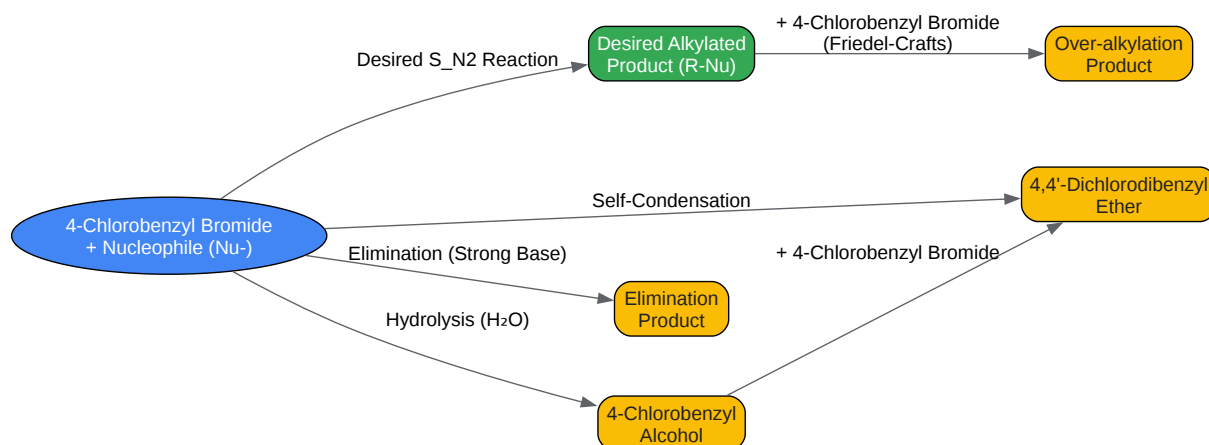 + 4-Chlorobenzyl Bromide
(Friedel-Crafts)
Desired Alkylated
Product (R-Nu)
Over-alkylation
Product
Desired S_N2 Reaction
4,4'-Dichlorodibenzyl
Ether
Self-Condensation
4-Chlorobenzyl Bromide
+ Nucleophile (Nu-)
Elimination (Strong Base)
+ 4-Chlorobenzyl Bromide
Elimination
Product
Hydrolysis (H₂O)
4-Chlorobenzyl
Alcohol